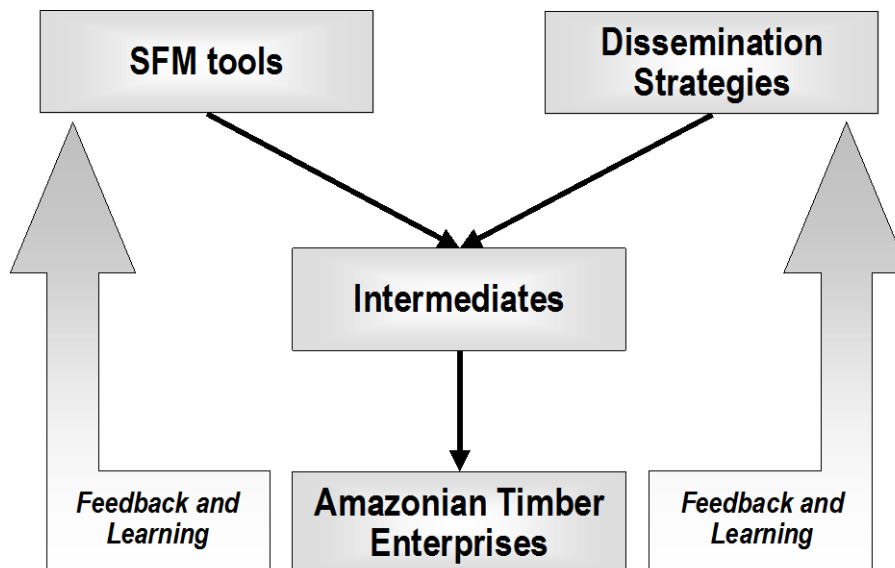 SFM tools
Dissemination
Strategies
Intermediates
Feedback and
Learning
Amazonian Timber
Enterprises
Feedback and
Learning